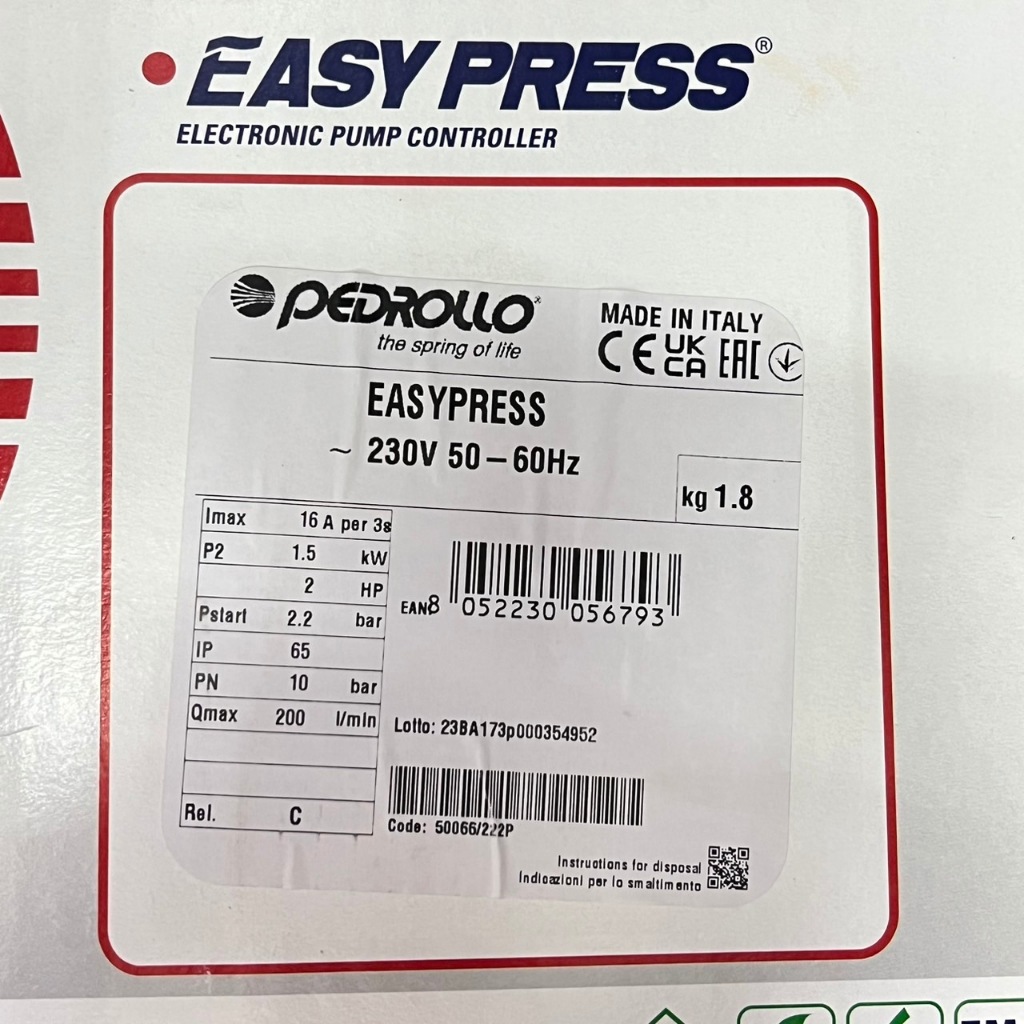 EASY PRESS®
ELECTRONIC PUMP CONTROLLER
PEDROLLO®
the spring of life
MADE IN ITALY
CE UK CA EAC
EASYPRESS
~ 230V 50–60Hz
kg 1.8
Imax 16 A per 3s
P2 1.5 kW
2 HP
Pstart 2.2 bar
IP 65
PN 10 bar
Qmax 200 l/min
Rel. C
EAN 8 052230 056793
Lotto: 23BA173p000354952
Code: 50066/222P
Instructions for disposal
Indicazioni per lo smaltimento